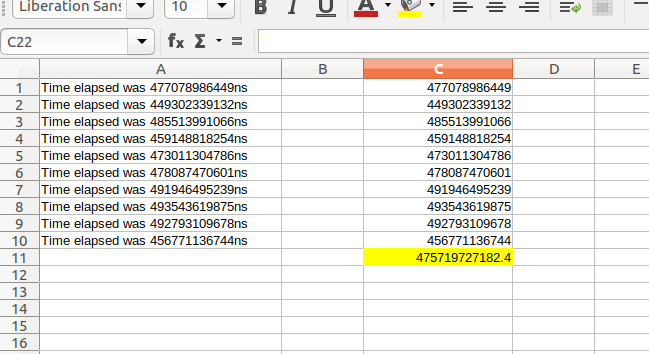 Liberation Sans 10 B I U A
C22 fx Σ =
A B C D E
1 Time elapsed was 477078986449ns 477078986449
2 Time elapsed was 449302339132ns 449302339132
3 Time elapsed was 485513991066ns 485513991066
4 Time elapsed was 459148818254ns 459148818254
5 Time elapsed was 473011304786ns 473011304786
6 Time elapsed was 478087470601ns 478087470601
7 Time elapsed was 491946495239ns 491946495239
8 Time elapsed was 493543619875ns 493543619875
9 Time elapsed was 492793109678ns 492793109678
10 Time elapsed was 456771136744ns 456771136744
11 475719727182.4
12
13
14
15
16